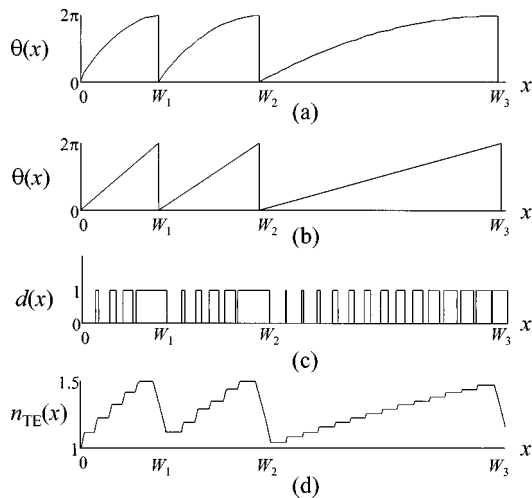 2π
θ(x)
0
0 W₁ W₂ W₃ x
(a)
2π
θ(x)
0
0 W₁ W₂ W₃ x
(b)
d(x)
1
0
0 W₁ W₂ W₃ x
(c)
1.5
n_TE(x)
1
0 W₁ W₂ W₃ x
(d)